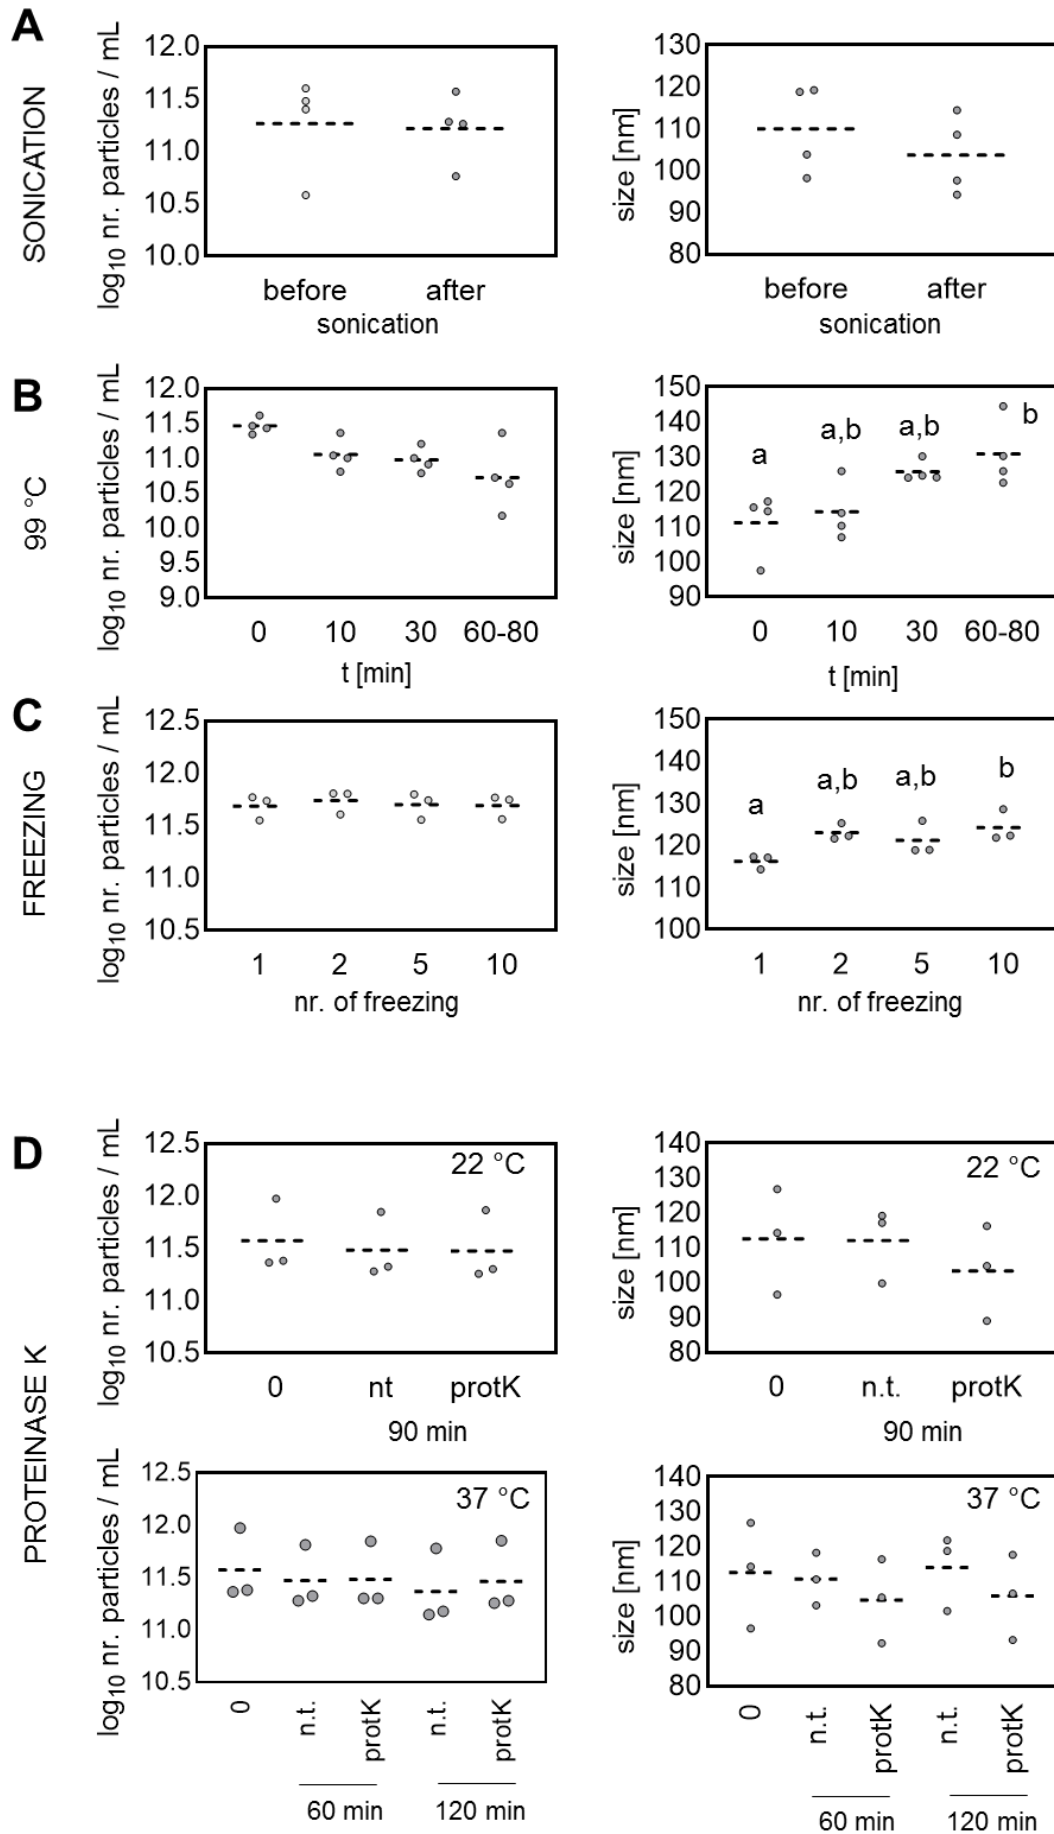 A
SONICATION
log10 nr. particles / mL
12.0
11.5
11.0
10.5
10.0
before
after
sonication
size [nm]
130
120
110
100
90
80
before
after
sonication
B
99 °C
log10 nr. particles / mL
12.0
11.5
11.0
10.5
10.0
9.5
9.0
0
10
30
60-80
t [min]
size [nm]
150
140
130
120
110
100
90
a
a,b
a,b
b
0
10
30
60-80
t [min]
C
FREEZING
log10 nr. particles / mL
12.5
12.0
11.5
11.0
10.5
1
2
5
10
nr. of freezing
size [nm]
150
140
130
120
110
100
a
a,b
a,b
b
1
2
5
10
nr. of freezing
D
PROTEINASE K
log10 nr. particles / mL
12.5
12.0
11.5
11.0
10.5
22 °C
0
nt
protK
90 min
size [nm]
140
130
120
110
100
90
80
22 °C
0
n.t.
protK
90 min
log10 nr. particles / mL
12.5
12.0
11.5
11.0
10.5
37 °C
0
n.t.
protK
n.t.
protK
60 min
120 min
size [nm]
140
130
120
110
100
90
80
37 °C
0
n.t.
protK
n.t.
protK
60 min
120 min